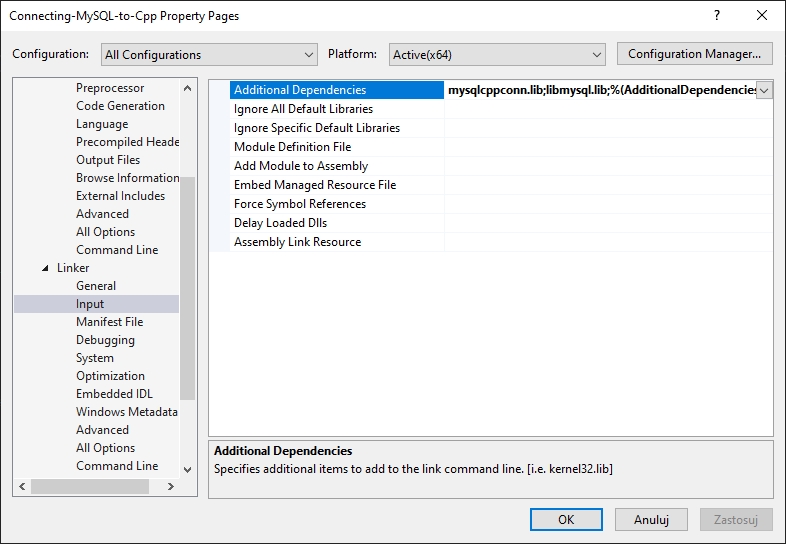 Connecting-MySQL-to-Cpp Property Pages
? ×
Configuration: All Configurations Platform: Active(x64) Configuration Manager...
Preprocessor
Code Generation
Language
Precompiled Heade
Output Files
Browse Information
External Includes
Advanced
All Options
Command Line
Linker
General
Input
Manifest File
Debugging
System
Optimization
Embedded IDL
Windows Metadata
Advanced
All Options
Command Line
Additional Dependencies mysqlcppconn.lib;libmysql.lib;%(AdditionalDependencies
Ignore All Default Libraries
Ignore Specific Default Libraries
Module Definition File
Add Module to Assembly
Embed Managed Resource File
Force Symbol References
Delay Loaded Dlls
Assembly Link Resource
Additional Dependencies
Specifies additional items to add to the link command line. [i.e. kernel32.lib]
OK Anuluj Zastosuj